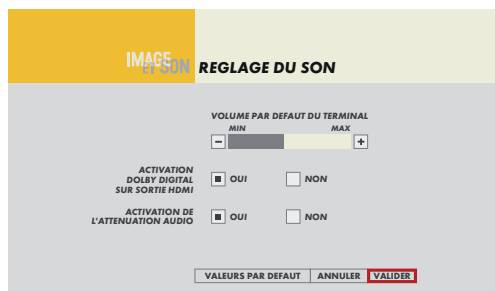 IMAGE
ET SON
REGLAGE DU SON
VOLUME PAR DEFAUT DU TERMINAL
MIN MAX
- +
ACTIVATION
DOLBY DIGITAL
SUR SORTIE HDMI
OUI NON
ACTIVATION DE
L'ATTENUATION AUDIO
OUI NON
VALEURS PAR DEFAUT ANNULER VALIDER